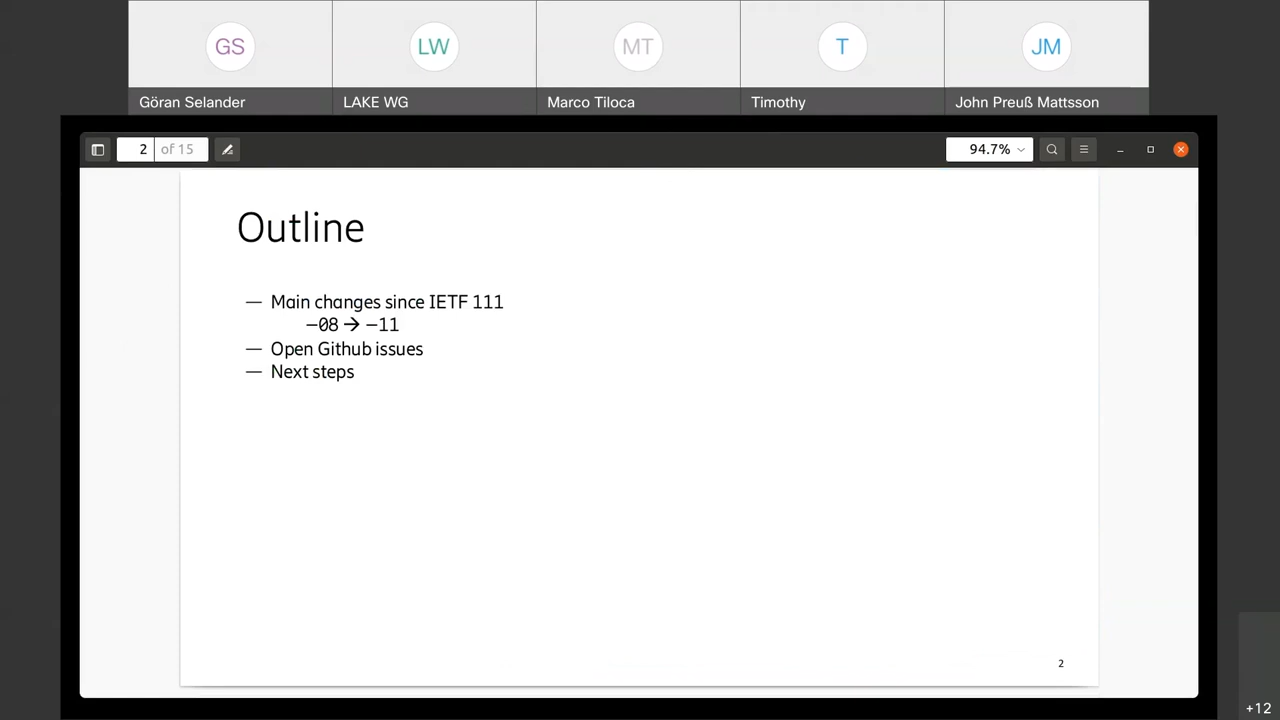 GS
LW
MT
T
JM
Göran Selander
LAKE WG
Marco Tiloca
Timothy
John Preuß Mattsson
2 of 15
94.7%
Outline
— Main changes since IETF 111
–08 → –11
— Open Github issues
— Next steps
2
+12